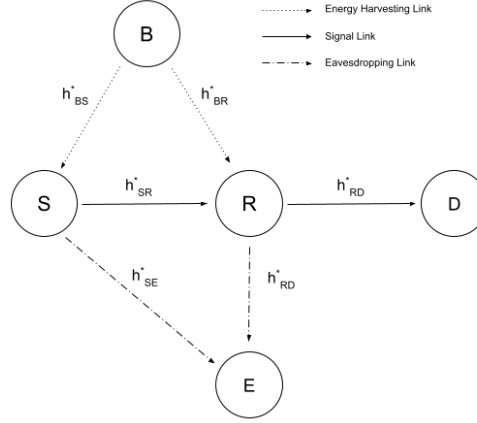 B
Energy Harvesting Link
Signal Link
Eavesdropping Link
h*BS
h*BR
S
h*SR
R
h*RD
D
h*SE
h*RD
E